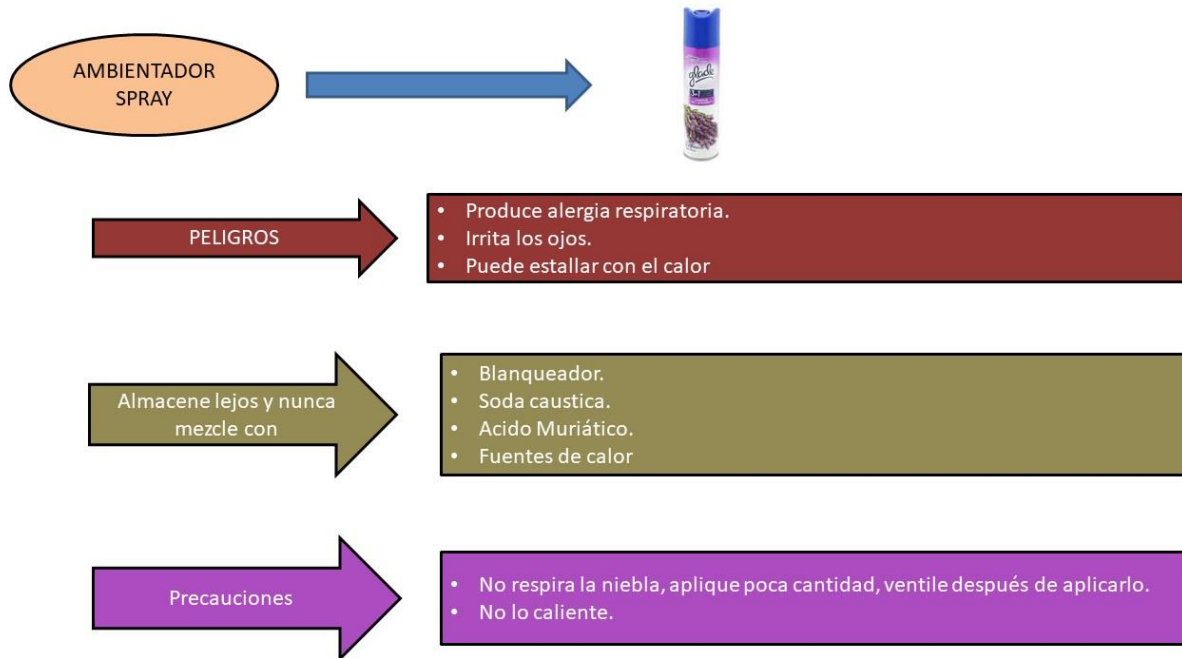 AMBIENTADOR
SPRAY
glade
PELIGROS
• Produce alergia respiratoria.
• Irrita los ojos.
• Puede estallar con el calor
Almacene lejos y nunca
mezcle con
• Blanqueador.
• Soda caustica.
• Acido Muriático.
• Fuentes de calor
Precauciones
• No respira la niebla, aplique poca cantidad, ventile después de aplicarlo.
• No lo caliente.